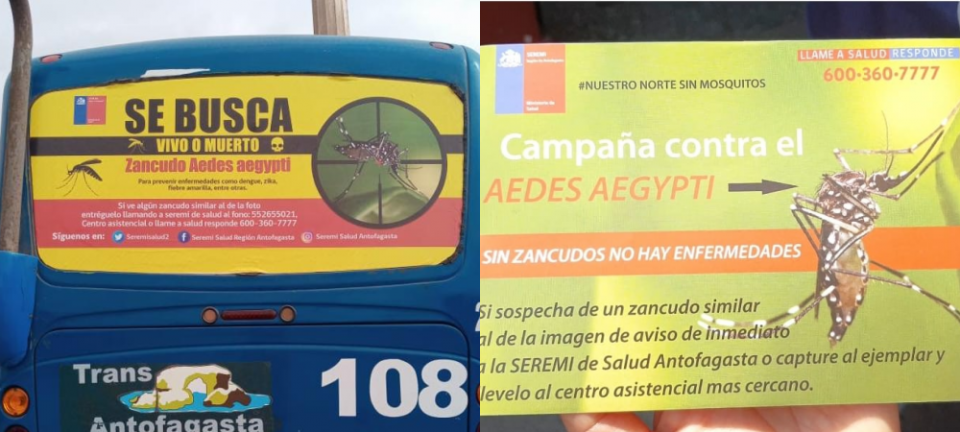 SE BUSCA
VIVO O MUERTO
Zancudo Aedes aegypti
Para prevenir enfermedades como dengue, zika,
fiebre amarilla, entre otras.
Si ve algún zancudo similar al de la foto
entréguelo llamando a seremi de salud al fono: 552655021,
Centro asistencial o llame a salud responde 600-360-7777
Síguenos en: Seremisalud2 Seremi Salud Región Antofagasta Seremi Salud Antofagasta
Trans
Antofagasta
108
SEREMI
Ministerio de
Salud
LLAME A SALUD RESPONDE
600·360·7777
#NUESTRO NORTE SIN MOSQUITOS
Campaña contra el
AEDES AEGYPTI
SIN ZANCUDOS NO HAY ENFERMEDADES
Si sospecha de un zancudo similar
al de la imagen de aviso de inmediato
a la SEREMI de Salud Antofagasta o capture al ejemplar y
llevelo al centro asistencial mas cercano.